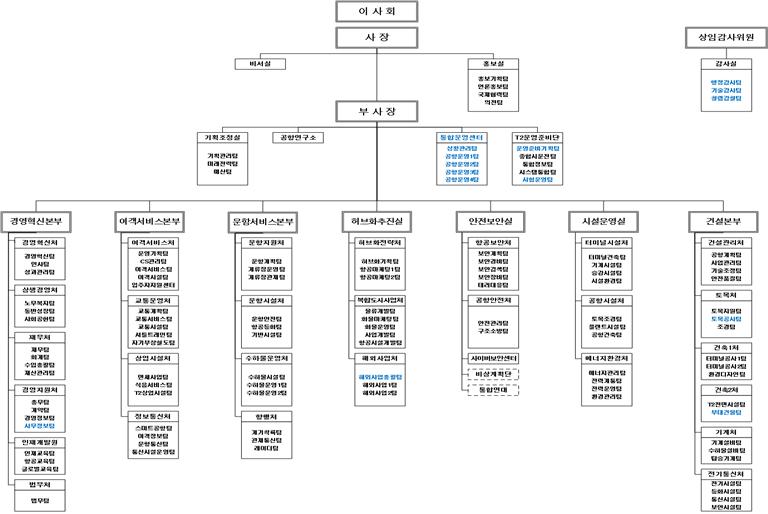 이 사 회
사 장
상임감사위원
비서실
홍보실
홍보기획팀
언론홍보팀
국제협력팀
의전팀
감사실
행정감사팀
기술감사팀
청렴감찰팀
부 사 장
기획조정실
기획관리팀
미래전략팀
예산팀
공항연구소
통합운영센터
상황관리팀
공항운영1팀
공항운영2팀
공항운영3팀
공항운영4팀
T2운영준비단
운영준비기획팀
종합시운전팀
통합정보팀
시스템통합팀
시험운영팀
경영혁신본부
경영혁신처
경영혁신팀
인사팀
성과관리팀
상생경영처
노무복지팀
동반성장팀
사회공헌팀
재무처
재무팀
회계팀
수입총괄팀
재산관리팀
경영지원처
총무팀
계약팀
경영정보팀
사무정보팀
인재개발원
인재교육팀
항공교육팀
글로벌교육팀
법무처
법무팀
여객서비스본부
여객서비스처
운영기획팀
CS관리팀
여객서비스팀
여객시설팀
입주자지원센터
교통운영처
교통계획팀
교통서비스팀
교통시설팀
셔틀트레인팀
자기부상철도팀
상업시설처
면세사업팀
식음서비스팀
T2상업시설팀
정보통신처
스마트공항팀
여객정보팀
운항통신팀
통신시설운영팀
운항서비스본부
운항지원처
운항계획팀
계류장운영팀
계류장관제팀
운항시설처
운항안전팀
항공등화팀
기반시설팀
수하물운영처
수하물시설팀
수하물운영1팀
수하물운영2팀
항행처
계기착륙팀
관제통신팀
레이더팀
허브화추진실
허브화전략처
허브화기획팀
항공마케팅1팀
항공마케팅2팀
복합도시사업처
물류개발팀
화물마케팅팀
화물운영팀
사업개발팀
항공시설개발팀
해외사업처
해외사업총괄팀
해외사업1팀
해외사업2팀
안전보안실
항공보안처
보안계획팀
보안경비팀
보안검색팀
보안장비팀
테러대응팀
공항안전처
안전관리팀
구조소방팀
사이버보안센터
비상계획단
통합연대
시설운영실
터미널시설처
터미널건축팀
기계시설팀
승강시설팀
시설환경팀
공항시설처
토목조경팀
플랜트시설팀
공항건축팀
에너지환경처
에너지관리팀
전력계통팀
전력운영팀
환경관리팀
건설본부
건설관리처
공항계획팀
사업관리팀
기술조정팀
안전품질팀
토목처
토목지원팀
토목공사팀
조경팀
건축1처
터미널공사1팀
터미널공사2팀
환경디자인팀
건축2처
T2전면시설팀
부대건물팀
기계처
기계설비팀
수하물설비팀
탑승기계팀
전기통신처
전기시설팀
등화시설팀
통신시설팀
보안시설팀